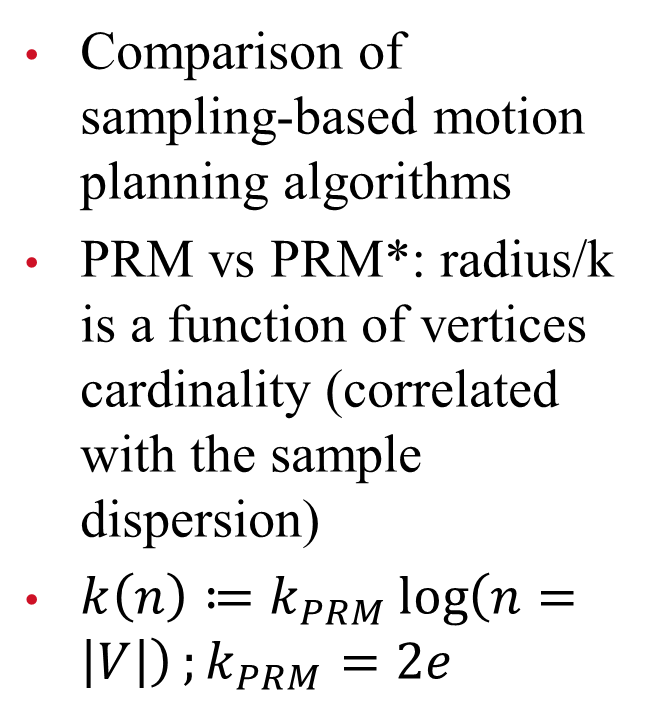 • Comparison of
sampling-based motion
planning algorithms
• PRM vs PRM*: radius/k
is a function of vertices
cardinality (correlated
with the sample
dispersion)
• k(n) ≔ k_{PRM} log(n =
|V|) ; k_{PRM} = 2e